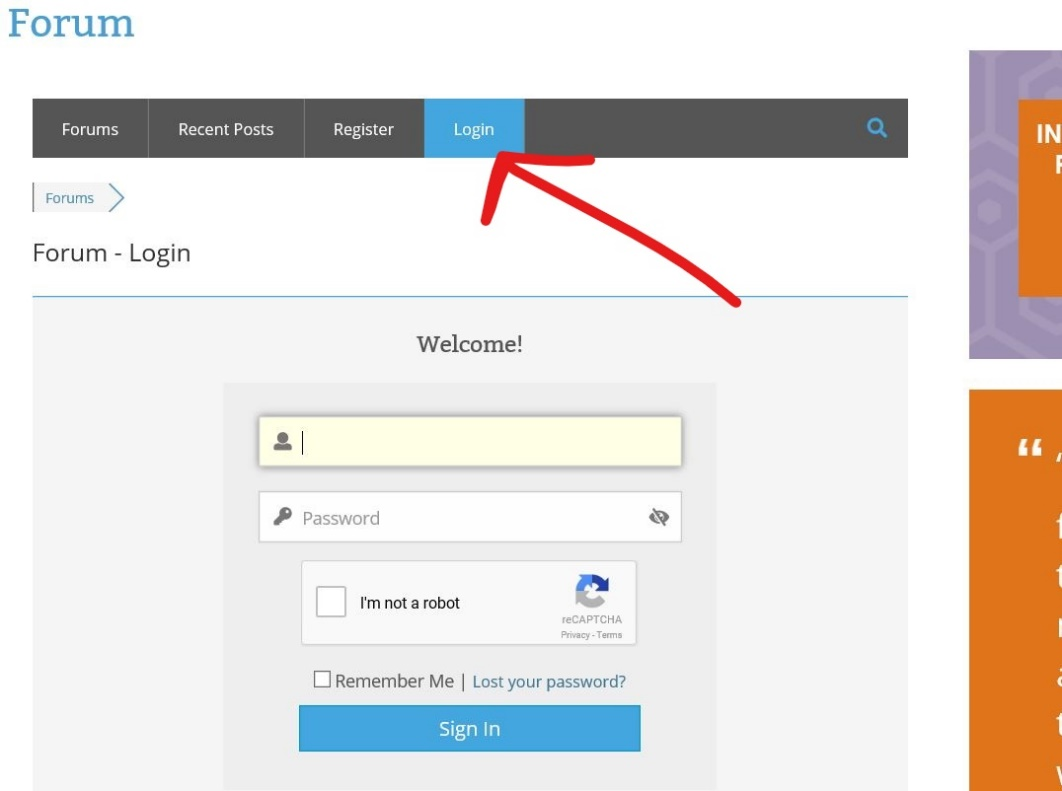 Forum
Forums Recent Posts Register Login
Forums
Forum - Login
Welcome!
Password
I'm not a robot
reCAPTCHA
Privacy - Terms
Remember Me | Lost your password?
Sign In
IN
“